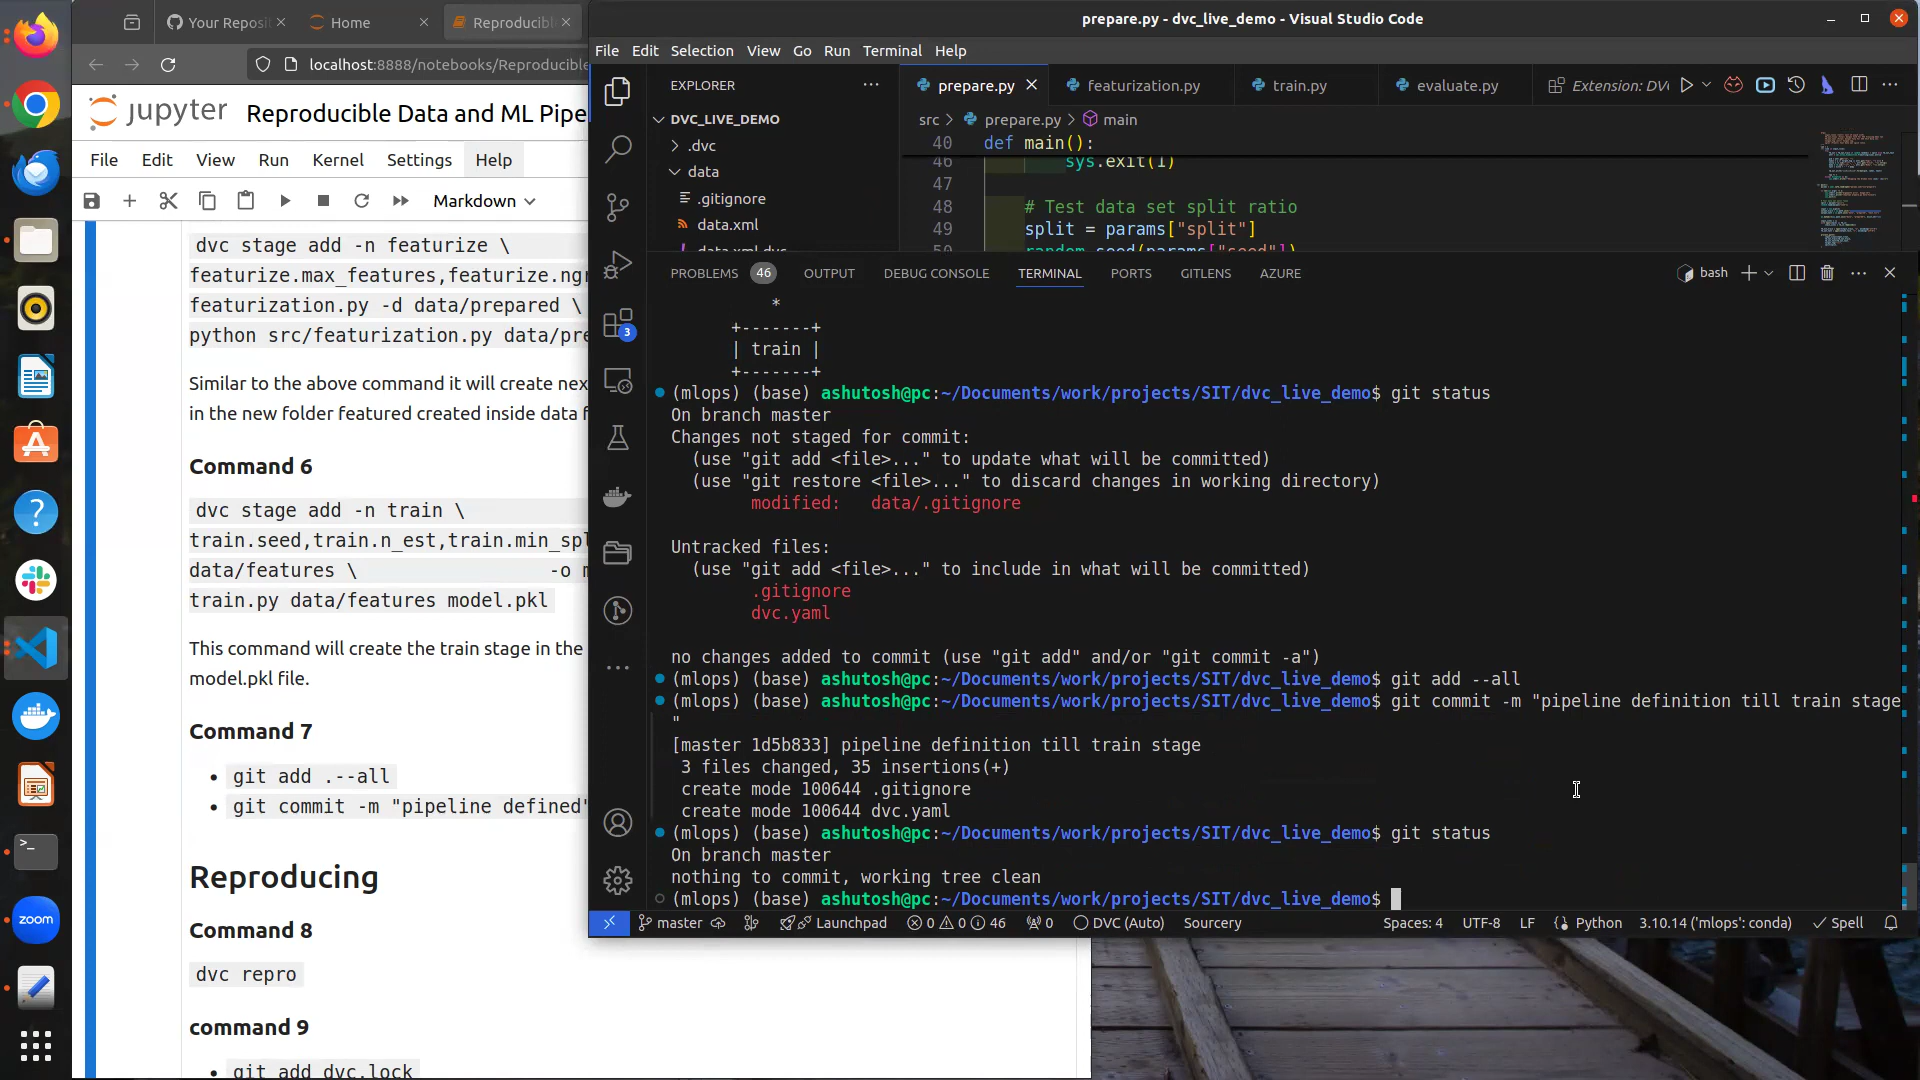 Your Reposi
Home
Reproducible
localhost:8888/notebooks/Reproducible
jupyter
Reproducible Data and ML Pipe
File Edit View Run Kernel Settings Help
Markdown
dvc stage add -n featurize \
featurize.max_features,featurize.ngr
featurization.py -d data/prepared \
python src/featurization.py data/pre
Similar to the above command it will create nex
in the new folder featured created inside data f
Command 6
dvc stage add -n train \
train.seed,train.n_est,train.min_spl
data/features \ -o m
train.py data/features model.pkl
This command will create the train stage in the
model.pkl file.
Command 7
• git add .--all
• git commit -m "pipeline defined"
Reproducing
Command 8
dvc repro
command 9
• git add dvc.lock
zoom
prepare.py - dvc_live_demo - Visual Studio Code
File Edit Selection View Go Run Terminal Help
3
EXPLORER
DVC_LIVE_DEMO
.dvc
data
.gitignore
data.xml
data.xml.dvc
prepare.py
featurization.py
train.py
evaluate.py
Extension: DV
src > prepare.py > main
40 def main():
46 sys.exit(1)
47
48 # Test data set split ratio
49 split = params["split"]
50 random.seed(params["seed"])
PROBLEMS 46 OUTPUT DEBUG CONSOLE TERMINAL PORTS GITLENS AZURE
bash
*
+-------+
| train |
+-------+
(mlops) (base) ashutosh@pc:~/Documents/work/projects/SIT/dvc_live_demo$ git status
On branch master
Changes not staged for commit:
(use "git add <file>..." to update what will be committed)
(use "git restore <file>..." to discard changes in working directory)
modified: data/.gitignore
Untracked files:
(use "git add <file>..." to include in what will be committed)
.gitignore
dvc.yaml
no changes added to commit (use "git add" and/or "git commit -a")
(mlops) (base) ashutosh@pc:~/Documents/work/projects/SIT/dvc_live_demo$ git add --all
(mlops) (base) ashutosh@pc:~/Documents/work/projects/SIT/dvc_live_demo$ git commit -m "pipeline definition till train stage
"
[master 1d5b833] pipeline definition till train stage
3 files changed, 35 insertions(+)
create mode 100644 .gitignore
create mode 100644 dvc.yaml
(mlops) (base) ashutosh@pc:~/Documents/work/projects/SIT/dvc_live_demo$ git status
On branch master
nothing to commit, working tree clean
(mlops) (base) ashutosh@pc:~/Documents/work/projects/SIT/dvc_live_demo$
master Launchpad 0 0 46 0 DVC (Auto) Sourcery Spaces: 4 UTF-8 LF Python 3.10.14 ('mlops': conda) Spell